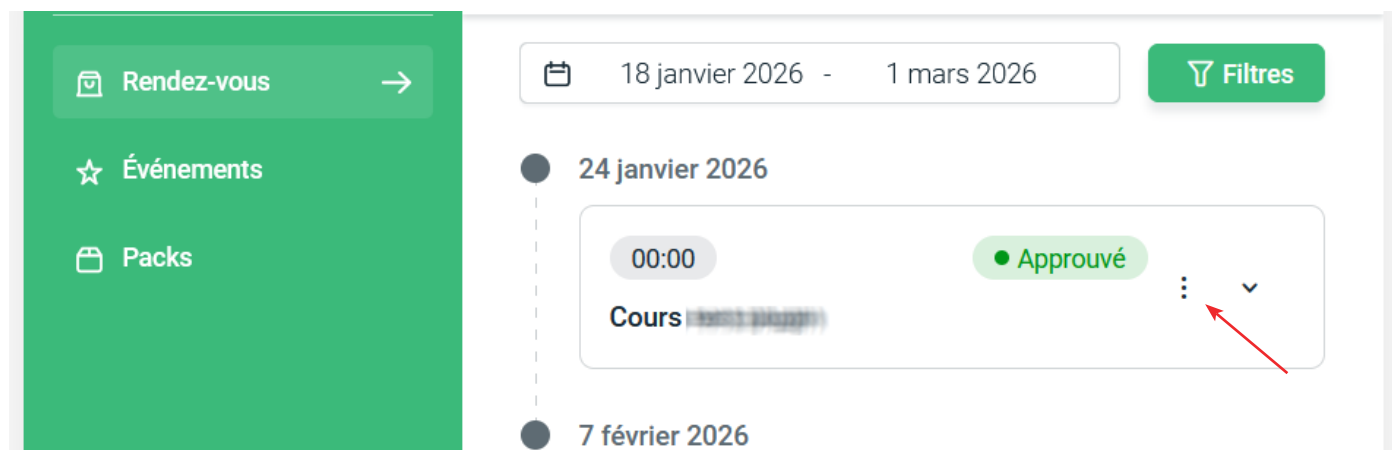 Rendez-vous
Événements
Packs
18 janvier 2026 - 1 mars 2026
Filtres
24 janvier 2026
00:00
Approuvé
Cours
7 février 2026